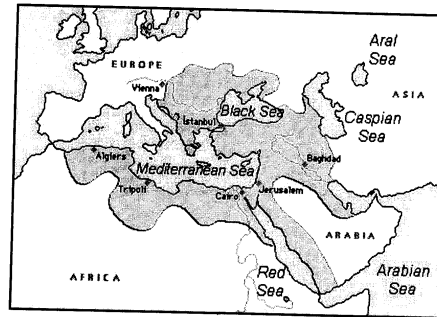 Aral
Sea
EUROPE
ASIA
Vienna
Black Sea
Caspian
Sea
Istanbul
Algiers
Baghdad
Mediterranean Sea
Tripoli
Jerusalem
Cairo
ARABIA
AFRICA
Red
Sea
Arabian
Sea